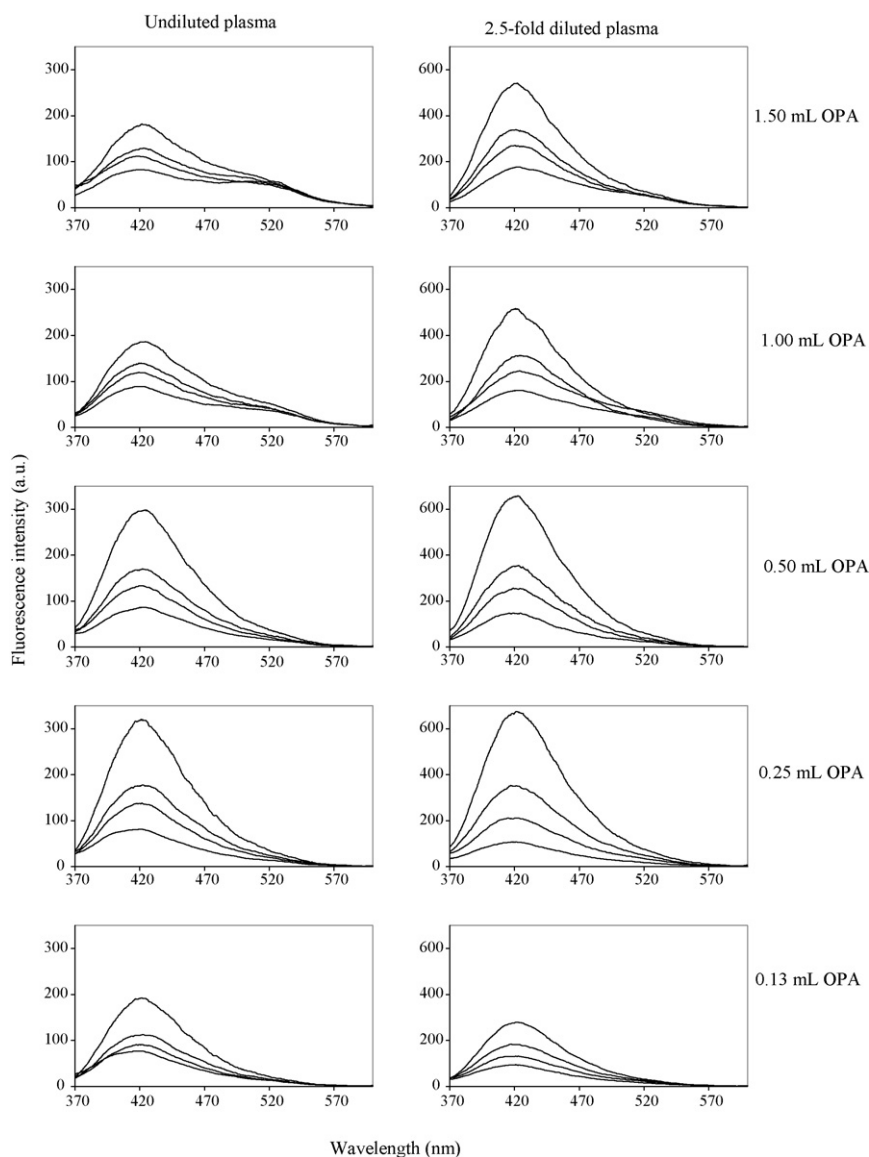 Undiluted plasma
2.5-fold diluted plasma
300
200
100
0
370 420 470 520 570
600
400
200
0
370 420 470 520 570
1.50 mL OPA
300
200
100
0
370 420 470 520 570
600
400
200
0
370 420 470 520 570
1.00 mL OPA
Fluorescence intensity (a.u.)
300
200
100
0
370 420 470 520 570
600
400
200
0
370 420 470 520 570
0.50 mL OPA
300
200
100
0
370 420 470 520 570
600
400
200
0
370 420 470 520 570
0.25 mL OPA
300
200
100
0
370 420 470 520 570
600
400
200
0
370 420 470 520 570
0.13 mL OPA
Wavelength (nm)